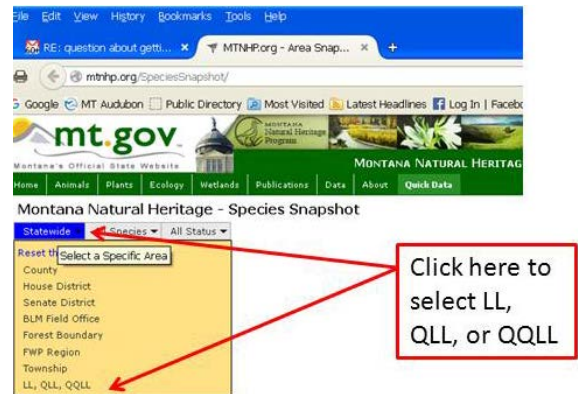 File Edit View History Bookmarks Tools Help
RE: question about getti... × MTNHP.org - Area Snap... × +
mtnhp.org/SpeciesSnapshot/
Google MT Audubon Public Directory Most Visited Latest Headlines Log In | Facebo
mt.gov
Montana's Official State Website
MONTANA
Natural Heritage
Program
MONTANA NATURAL HERITAG
Home Animals Plants Ecology Wetlands Publications Data About Quick Data
Montana Natural Heritage - Species Snapshot
Statewide Species All Status
Reset th
Select a Specific Area
County
House District
Senate District
BLM Field Office
Forest Boundary
FWP Region
Township
LL, QLL, QQLL
Click here to
select LL,
QLL, or QQLL